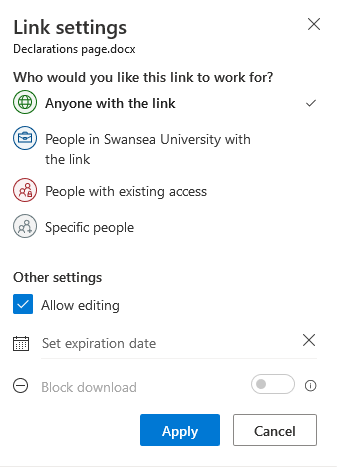 Link settings
Declarations page.docx
Who would you like this link to work for?
Anyone with the link
People in Swansea University with
the link
People with existing access
Specific people
Other settings
Allow editing
Set expiration date
Block download
Apply
Cancel